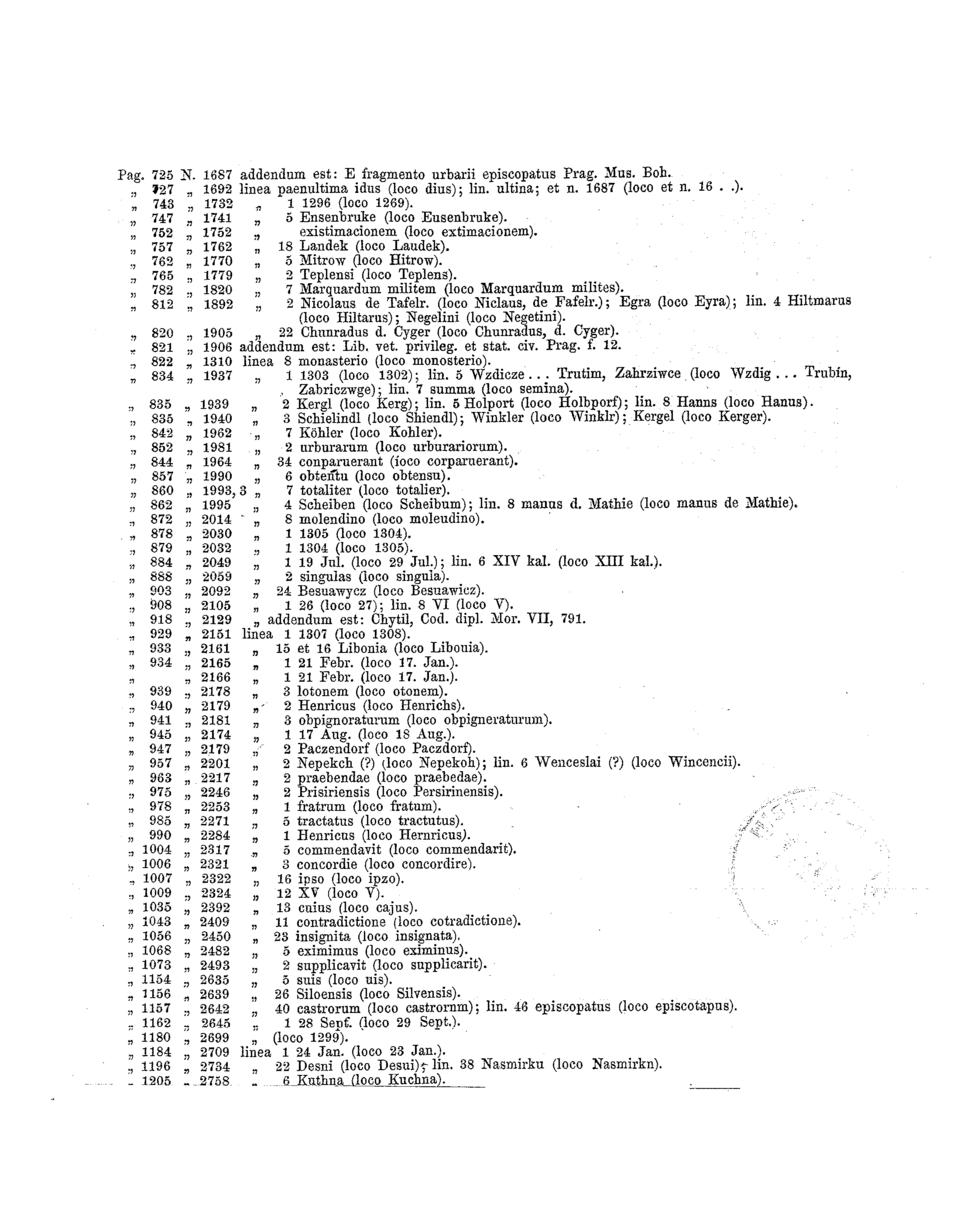 Pag. 725 N. 1687 addendum est: E fragmento urbarii episcopatus Prag. Mus. Boh.
„ 727 „ 1692 linea paenultima idus (loco dius); lin. ultina; et n. 1687 (loco et n. 16 . .).
„ 743 „ 1732 „ 1 1296 (loco 1269).
„ 747 „ 1741 „ 5 Ensenbruke (loco Eusenbruke).
„ 752 „ 1752 „ existimacionem (loco extimacionem).
„ 757 „ 1762 „ 18 Landek (loco Laudek).
„ 762 „ 1770 „ 5 Mitrow (loco Hitrow).
„ 765 „ 1779 „ 2 Teplensi (loco Teplens).
„ 782 „ 1820 „ 7 Marquardum militem (loco Marquardum milites).
„ 812 „ 1892 „ 2 Nicolaus de Tafelr. (loco Niclaus, de Fafelr.); Egra (loco Eyra); lin. 4 Hiltmarus
(loco Hiltarus); Negelini (loco Negetini).
„ 820 „ 1905 „ 22 Chunradus d. Cyger (loco Chunradus, d. Cyger).
„ 821 „ 1906 addendum est: Lib. vet. privileg. et stat. civ. Prag. f. 12.
„ 822 „ 1310 linea 8 monasterio (loco monosterio).
„ 834 „ 1937 „ 1 1303 (loco 1302); lin. 5 Wzdicze . . . Trutim, Zahrziwce (loco Wzdig . . . Trubín,
Zabriczwge); lin. 7 summa (loco semina).
„ 835 „ 1939 „ 2 Kergl (loco Kerg); lin. 5 Holport (loco Holbporf); lin. 8 Hanns (loco Hanus).
„ 835 „ 1940 „ 3 Schielindl (loco Shiendl); Winkler (loco Winklr); Kergel (loco Kerger).
„ 842 „ 1962 „ 7 Köhler (loco Kohler).
„ 852 „ 1981 „ 2 urburarum (loco urburariorum).
„ 844 „ 1964 „ 34 conparuerant (loco corparuerant).
„ 857 „ 1990 „ 6 obtentu (loco obtensu).
„ 860 „ 1993, 3 „ 7 totaliter (loco totalier).
„ 862 „ 1995 „ 4 Scheiben (loco Scheibum); lin. 8 manus d. Mathie (loco manus de Mathie).
„ 872 „ 2014 „ 8 molendino (loco moleudino).
„ 878 „ 2030 „ 1 1305 (loco 1304).
„ 879 „ 2032 „ 1 1304 (loco 1305).
„ 884 „ 2049 „ 1 19 Jul. (loco 29 Jul.); lin. 6 XIV kal. (loco XIII kal.).
„ 888 „ 2059 „ 2 singulas (loco singula).
„ 903 „ 2092 „ 24 Besuawycz (loco Besuawicz).
„ 908 „ 2105 „ 1 26 (loco 27); lin. 8 VI (loco V).
„ 918 „ 2129 „ addendum est: Chytil, Cod. dipl. Mor. VII, 791.
„ 929 „ 2151 linea 1 1307 (loco 1308).
„ 933 „ 2161 „ 15 et 16 Libonia (loco Libouia).
„ 934 „ 2165 „ 1 21 Febr. (loco 17. Jan.).
„ „ 2166 „ 1 21 Febr. (loco 17. Jan.).
„ 939 „ 2178 „ 3 lotonem (loco otonem).
„ 940 „ 2179 „ 2 Henricus (loco Henrichs).
„ 941 „ 2181 „ 3 obpignoraturum (loco obpigneraturum).
„ 945 „ 2174 „ 1 17 Aug. (loco 18 Aug.).
„ 947 „ 2179 „ 2 Paczendorf (loco Paczdorf).
„ 957 „ 2201 „ 2 Nepekch (?) (loco Nepekoh); lin. 6 Wenceslai (?) (loco Wincencii).
„ 963 „ 2217 „ 2 praebendae (loco praebedae).
„ 975 „ 2246 „ 2 Prisiriensis (loco Persirinensis).
„ 978 „ 2253 „ 1 fratrum (loco fratum).
„ 985 „ 2271 „ 5 tractatus (loco tractutus).
„ 990 „ 2284 „ 1 Henricus (loco Hernricus).
„ 1004 „ 2317 „ 5 commendavit (loco commendarit).
„ 1006 „ 2321 „ 3 concordie (loco concordire).
„ 1007 „ 2322 „ 16 ipso (loco ipzo).
„ 1009 „ 2324 „ 12 XV (loco V).
„ 1035 „ 2392 „ 13 cuius (loco cajus).
„ 1043 „ 2409 „ 11 contradictione (loco cotradictione).
„ 1056 „ 2450 „ 23 insignita (loco insignata).
„ 1068 „ 2482 „ 5 eximimus (loco eximinus).
„ 1073 „ 2493 „ 2 supplicavit (loco supplicarit).
„ 1154 „ 2635 „ 5 suis (loco uis).
„ 1156 „ 2639 „ 26 Siloensis (loco Silvensis).
„ 1157 „ 2642 „ 40 castrorum (loco castrornm); lin. 46 episcopatus (loco episcotapus).
„ 1162 „ 2645 „ 1 28 Sept. (loco 29 Sept.).
„ 1180 „ 2699 „ (loco 1299).
„ 1184 „ 2709 linea 1 24 Jan. (loco 23 Jan.).
„ 1196 „ 2734 „ 22 Desni (loco Desui); lin. 38 Nasmirku (loco Nasmirkn).
„ 1205 „ 2758 „ 6 Kuthna (loco Kuchna).